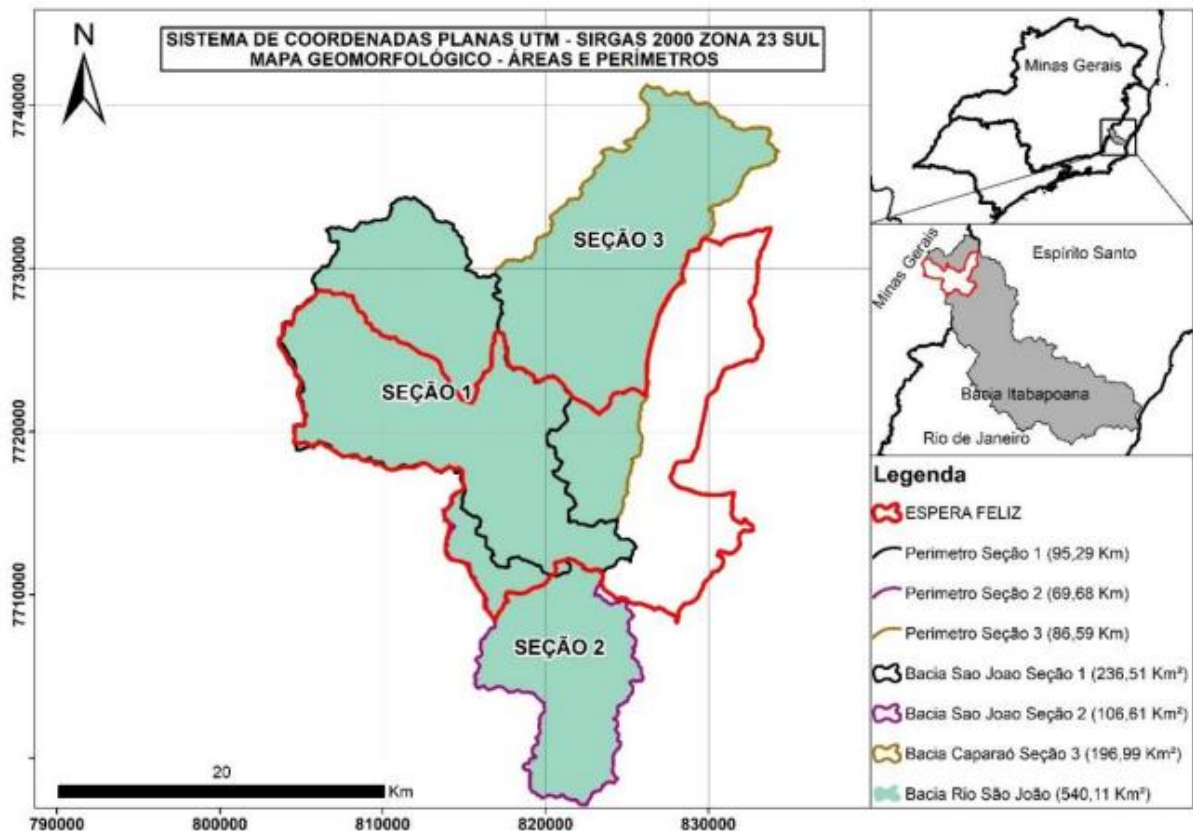 N
SISTEMA DE COORDENADAS PLANAS UTM - SIRGAS 2000 ZONA 23 SUL
MAPA GEOMORFOLÓGICO - ÁREAS E PERÍMETROS
7740000
7730000
7720000
7710000
SEÇÃO 3
SEÇÃO 1
SEÇÃO 2
20
Km
790000
800000
810000
820000
830000
Minas Gerais
Minas Gerais
Espírito Santo
Bacia Itabapoana
Rio de Janeiro
Legenda
ESPERA FELIZ
Perimetro Seção 1 (95,29 Km)
Perimetro Seção 2 (69,68 Km)
Perimetro Seção 3 (86,59 Km)
Bacia Sao Joao Seção 1 (236,51 Km²)
Bacia Sao Joao Seção 2 (106,61 Km²)
Bacia Caparaó Seção 3 (196,99 Km²)
Bacia Rio São João (540,11 Km²)